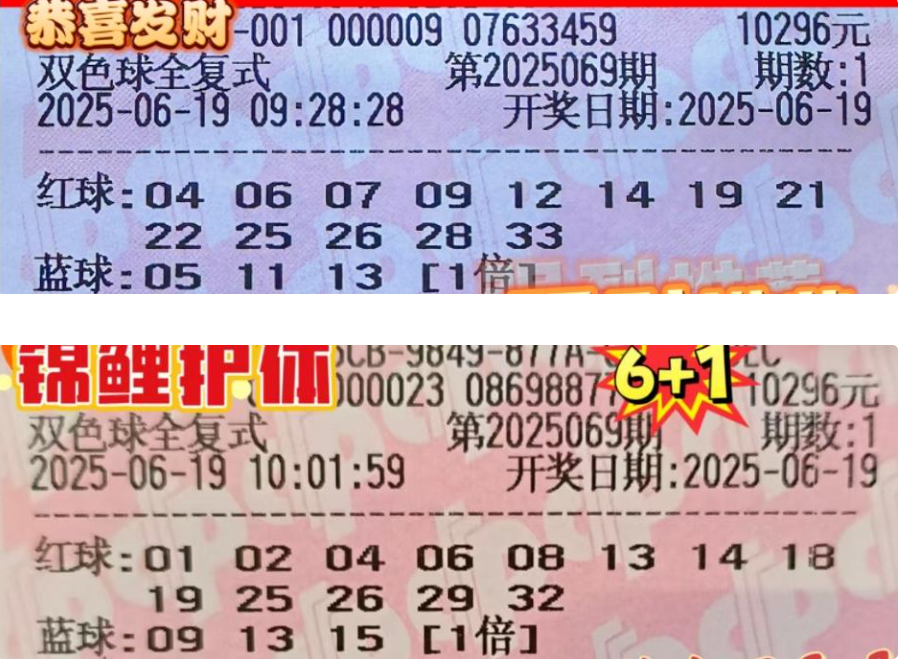 恭喜发财
-001 000009 07633459 10296元
双色球全复式 第2025069期 期数:1
2025-06-19 09:28:28 开奖日期:2025-06-19
红球:04 06 07 09 12 14 19 21
22 25 26 28 33
蓝球:05 11 13 [1倍]
锦鲤护体
6+1
000023 0869887 10296元
双色球全复式 第2025069期 期数:1
2025-06-19 10:01:59 开奖日期:2025-06-19
红球:01 02 04 06 08 13 14 18
19 25 26 29 32
蓝球:09 13 15 [1倍]